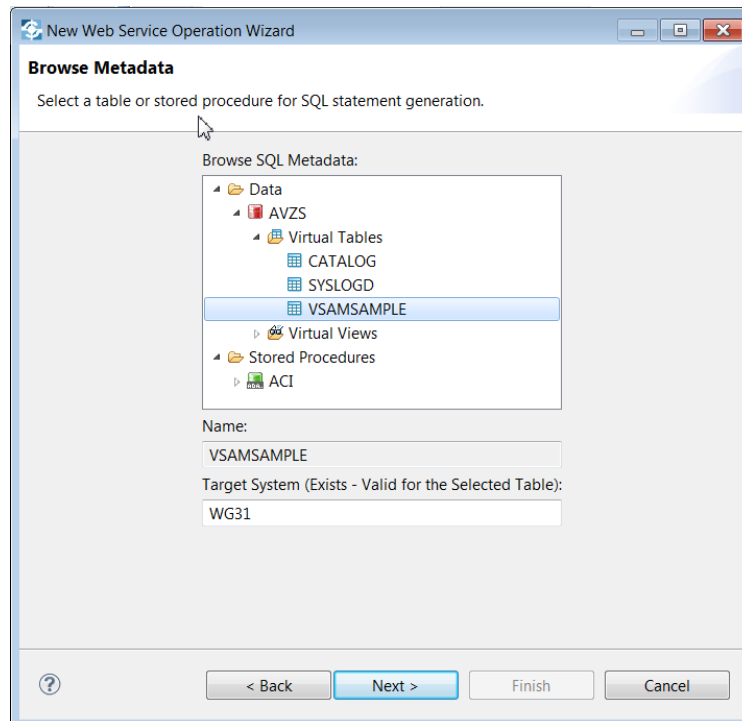 New Web Service Operation Wizard
Browse Metadata
Select a table or stored procedure for SQL statement generation.
Browse SQL Metadata:
Data
AVZS
Virtual Tables
CATALOG
SYSLOGD
VSAMSAMPLE
Virtual Views
Stored Procedures
ACI
Name:
VSAMSAMPLE
Target System (Exists - Valid for the Selected Table):
WG31
? < Back Next > Finish Cancel